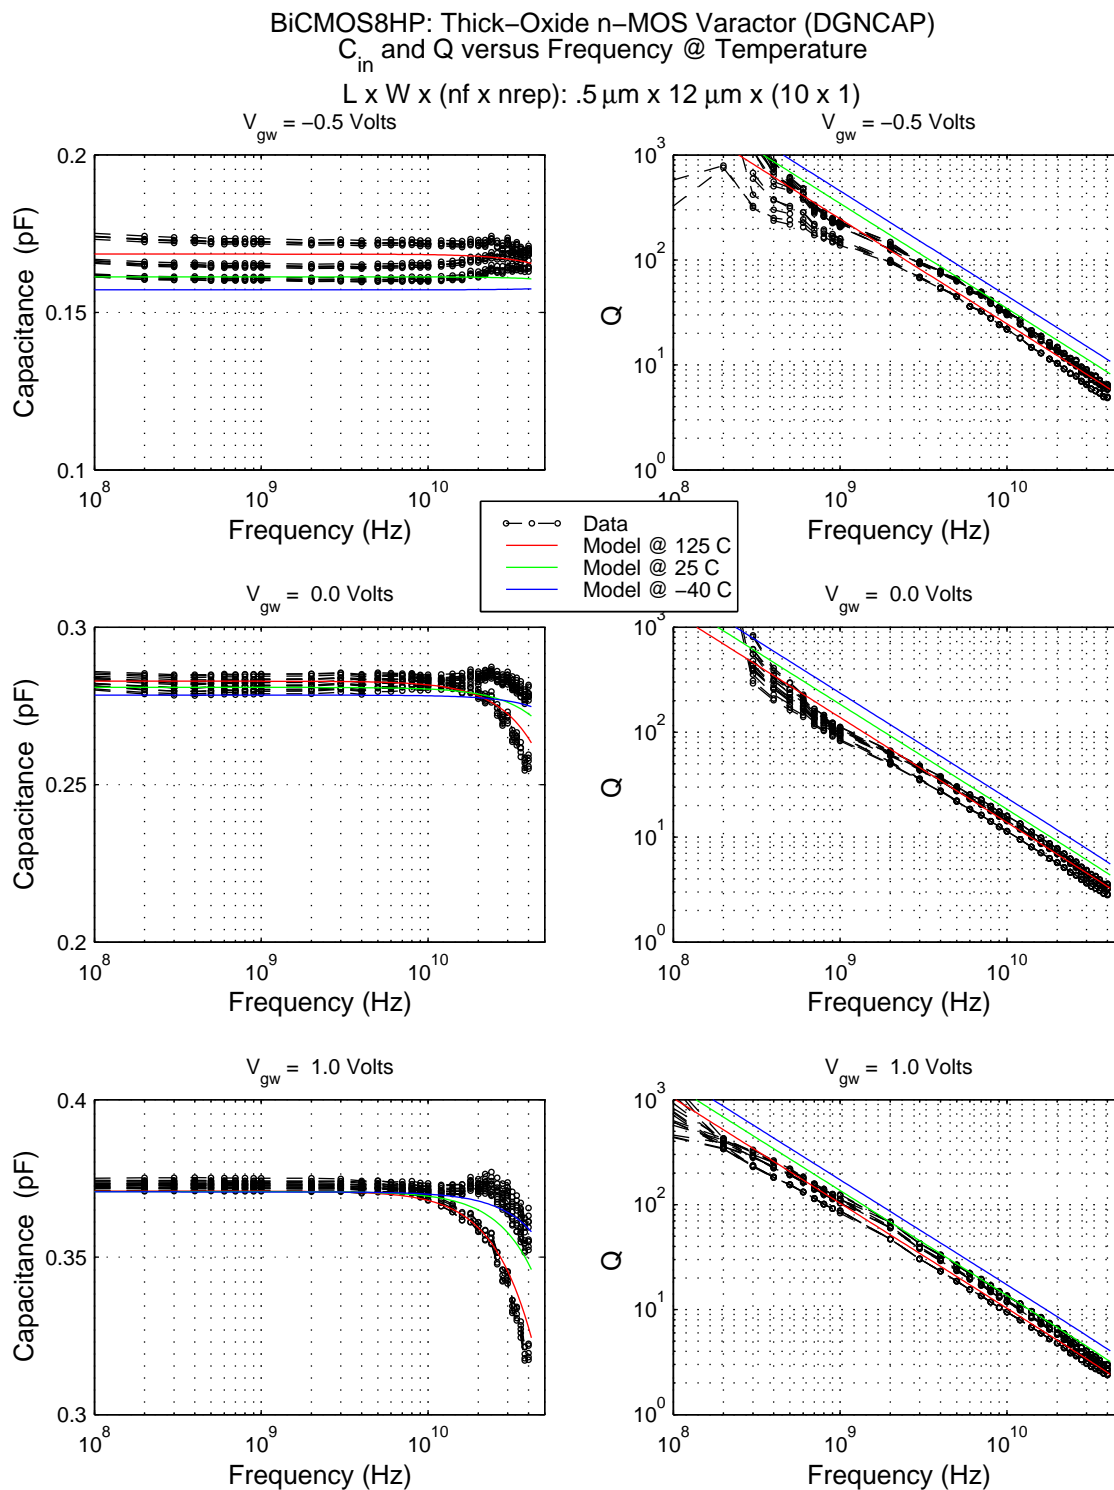 BiCMOS8HP: Thick−Oxide n−MOS Varactor (DGNCAP)
C_in and Q versus Frequency @ Temperature
L x W x (nf x nrep): .5 µm x 12 µm x (10 x 1)
V_gw = −0.5 Volts
0.2
0.15
0.1
Capacitance (pF)
10^8
10^9
10^10
Frequency (Hz)
V_gw = −0.5 Volts
10^3
10^2
10^1
10^0
Q
10^8
10^9
10^10
Frequency (Hz)
Data
Model @ 125 C
Model @ 25 C
Model @ −40 C
V_gw = 0.0 Volts
0.3
0.25
0.2
Capacitance (pF)
10^8
10^9
10^10
Frequency (Hz)
V_gw = 0.0 Volts
10^3
10^2
10^1
10^0
Q
10^8
10^9
10^10
Frequency (Hz)
V_gw = 1.0 Volts
0.4
0.35
0.3
Capacitance (pF)
10^8
10^9
10^10
Frequency (Hz)
V_gw = 1.0 Volts
10^3
10^2
10^1
10^0
Q
10^8
10^9
10^10
Frequency (Hz)